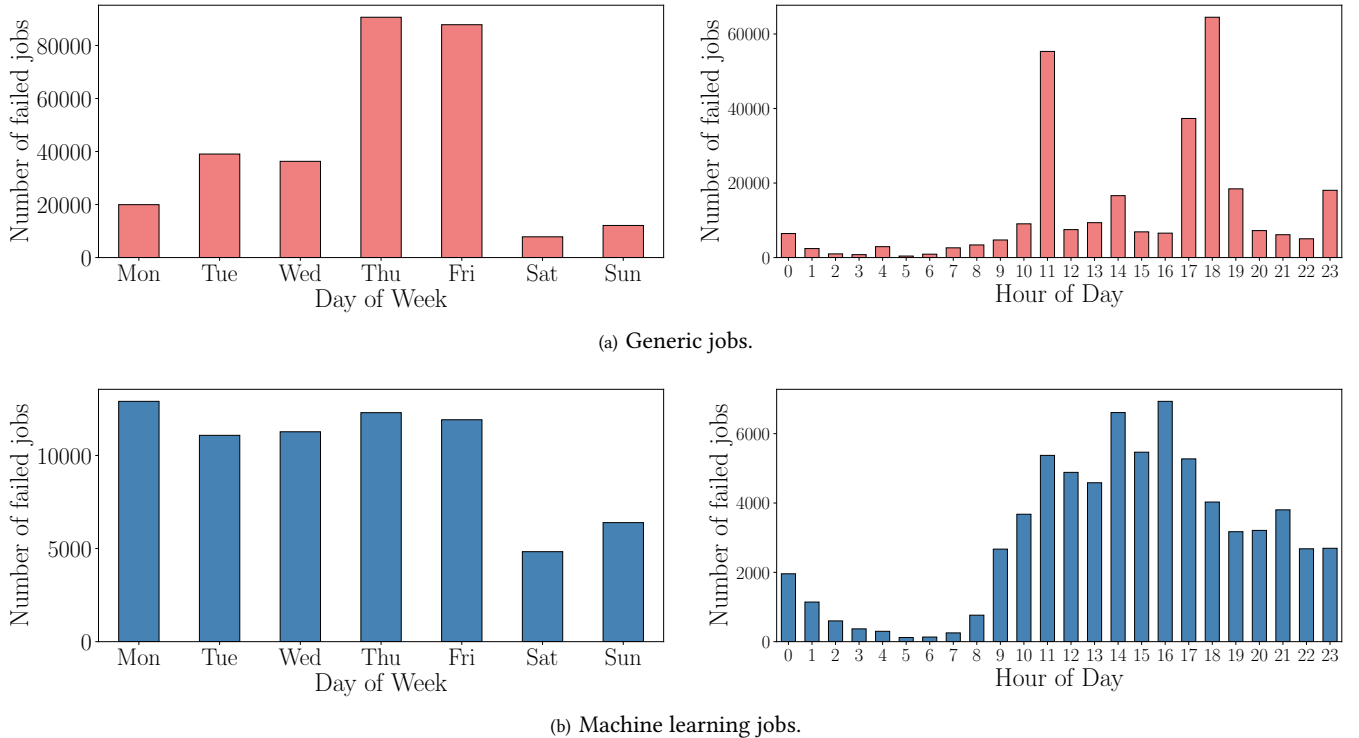 Number of failed jobs
80000
60000
40000
20000
0
Mon Tue Wed Thu Fri Sat Sun
Day of Week
Number of failed jobs
60000
40000
20000
0
0 1 2 3 4 5 6 7 8 9 10 11 12 13 14 15 16 17 18 19 20 21 22 23
Hour of Day
(a) Generic jobs.
Number of failed jobs
10000
5000
0
Mon Tue Wed Thu Fri Sat Sun
Day of Week
Number of failed jobs
6000
4000
2000
0
0 1 2 3 4 5 6 7 8 9 10 11 12 13 14 15 16 17 18 19 20 21 22 23
Hour of Day
(b) Machine learning jobs.